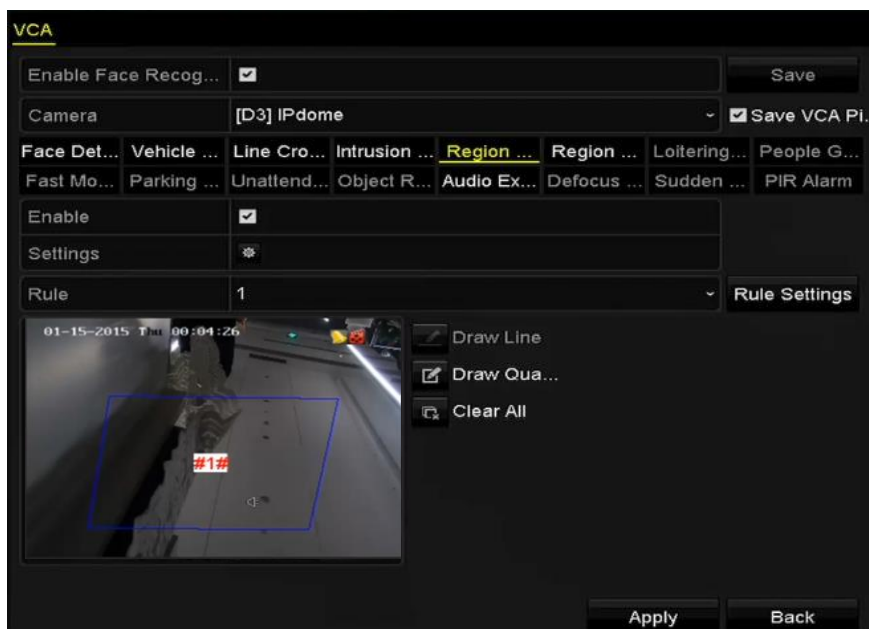 VCA
Enable Face Recog... Save
Camera [D3] IPdome Save VCA Pi.
Face Det... Vehicle ... Line Cro... Intrusion ... Region ... Region ... Loitering... People G...
Fast Mo... Parking ... Unattend... Object R... Audio Ex... Defocus ... Sudden ... PIR Alarm
Enable
Settings
Rule 1 Rule Settings
01-15-2015 Thu 00:04:26
Draw Line
Draw Qua...
Clear All
#1#
Apply Back